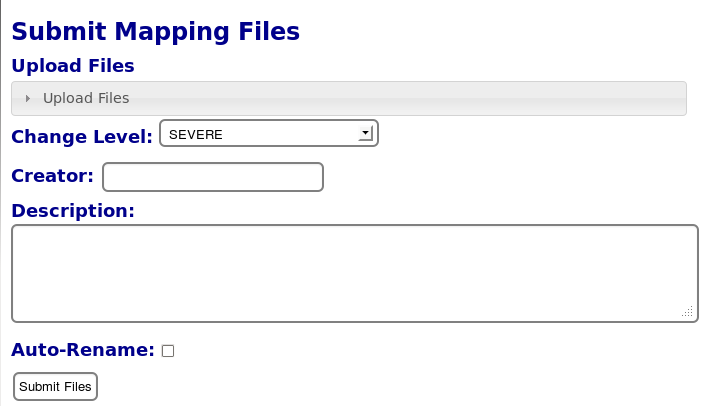 Submit Mapping Files
Upload Files
Upload Files
Change Level: SEVERE
Creator:
Description:
Auto-Rename:
Submit Files